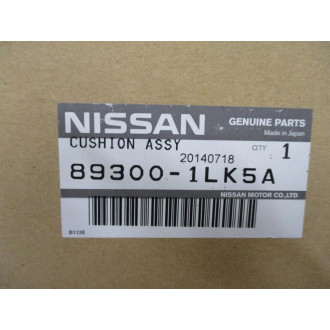 NISSAN GENUINE PARTS
Made in Japan
CUSHION ASSY QTY 1
20140718
89300-1LK5A
NISSAN MOTOR CO.,LTD.
B1138